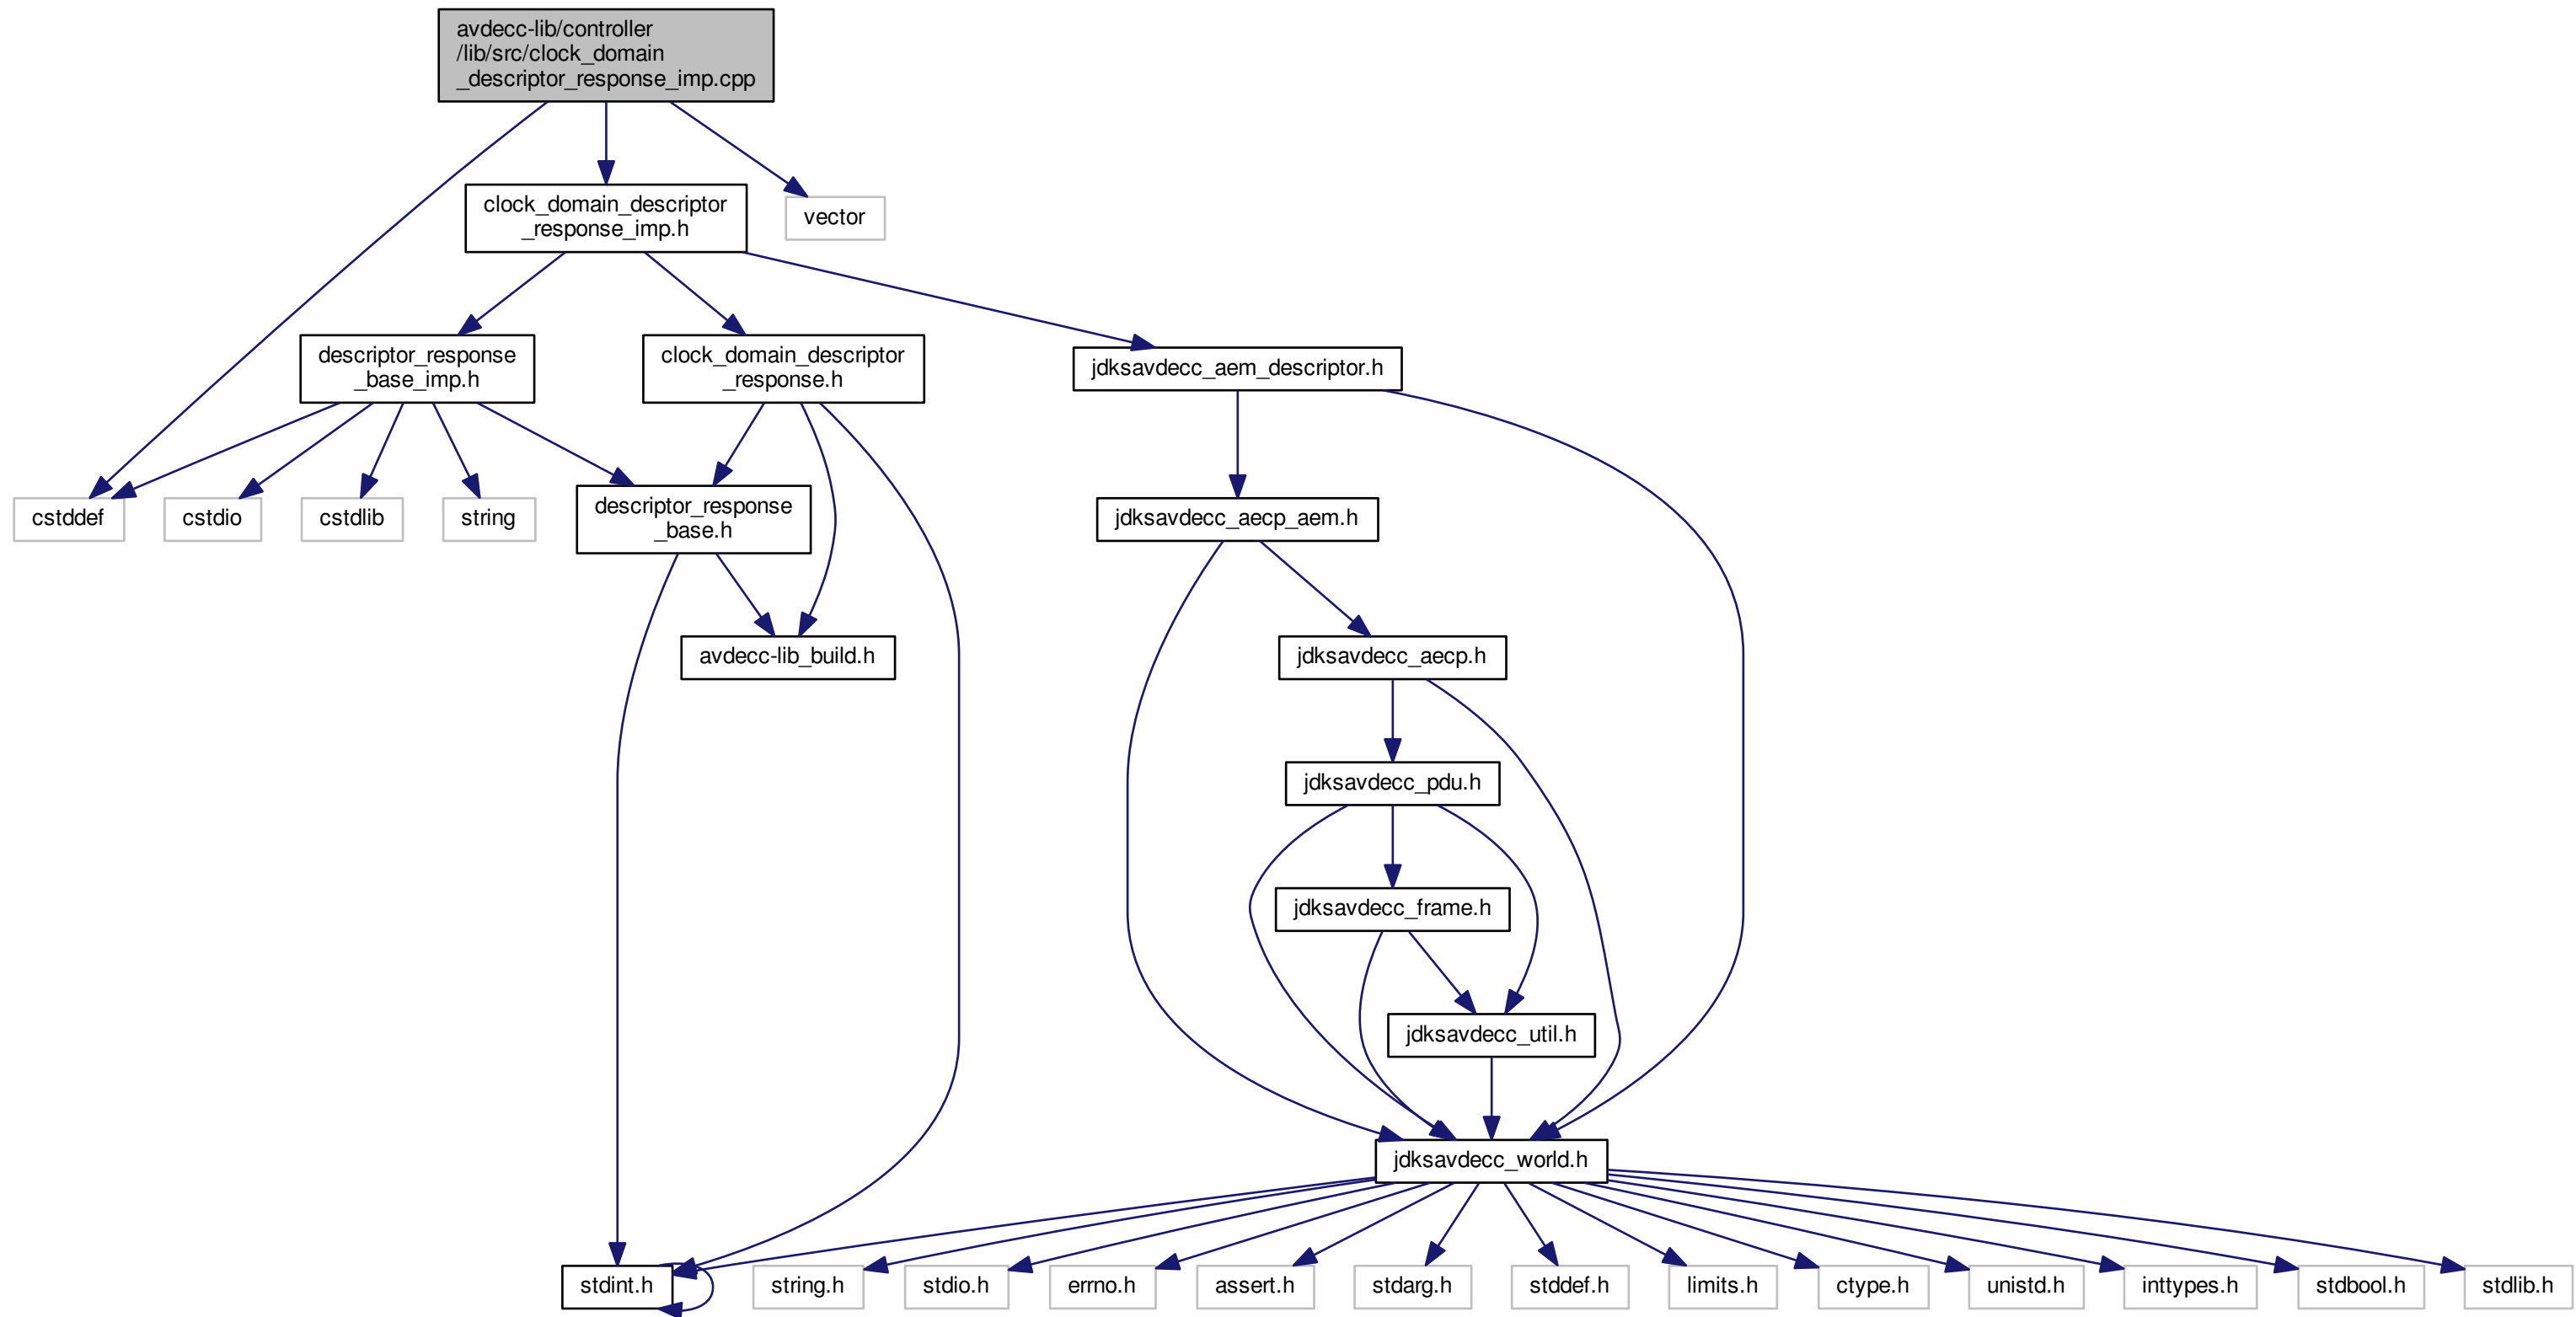 avdecc-lib/controller
/lib/src/clock_domain
_descriptor_response_imp.cpp
clock_domain_descriptor
_response_imp.h
vector
descriptor_response
_base_imp.h
clock_domain_descriptor
_response.h
jdksavdecc_aem_descriptor.h
cstddef
cstdio
cstdlib
string
descriptor_response
_base.h
jdksavdecc_aecp_aem.h
avdecc-lib_build.h
jdksavdecc_aecp.h
jdksavdecc_pdu.h
jdksavdecc_frame.h
jdksavdecc_util.h
jdksavdecc_world.h
stdint.h
string.h
stdio.h
errno.h
assert.h
stdarg.h
stddef.h
limits.h
ctype.h
unistd.h
inttypes.h
stdbool.h
stdlib.h